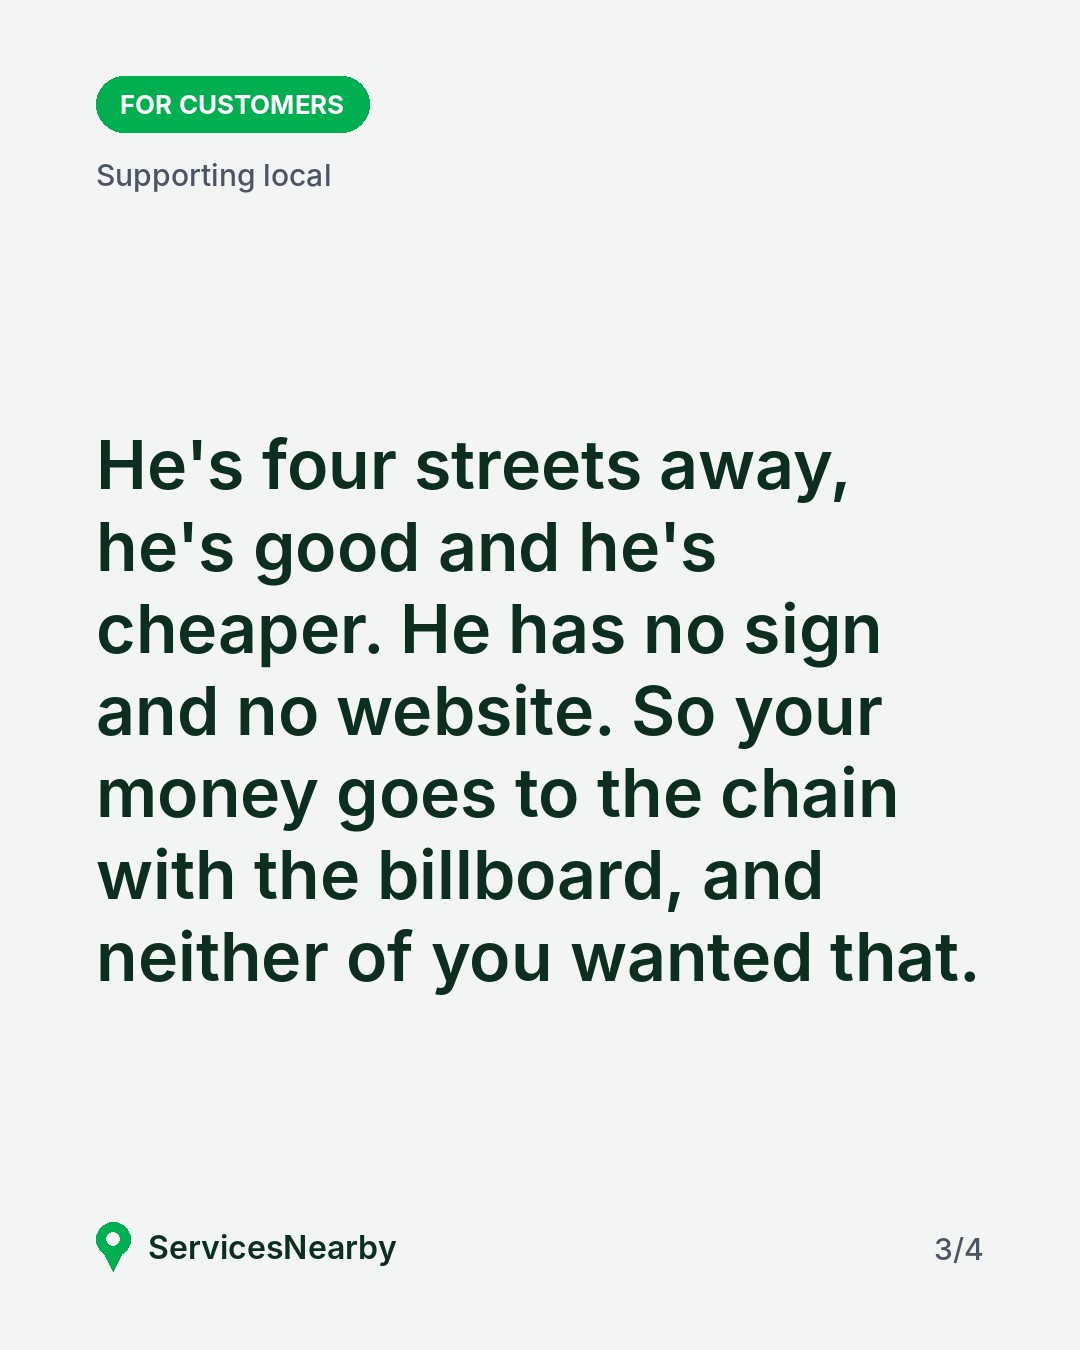 FOR CUSTOMERS
Supporting local
He's four streets away,
he's good and he's
cheaper. He has no sign
and no website. So your
money goes to the chain
with the billboard, and
neither of you wanted that.
ServicesNearby
3/4